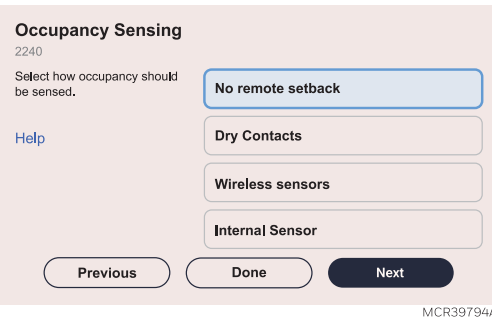 Occupancy Sensing
2240
Select how occupancy should
be sensed.
Help
No remote setback
Dry Contacts
Wireless sensors
Internal Sensor
Previous
Done
Next
MCR39794A